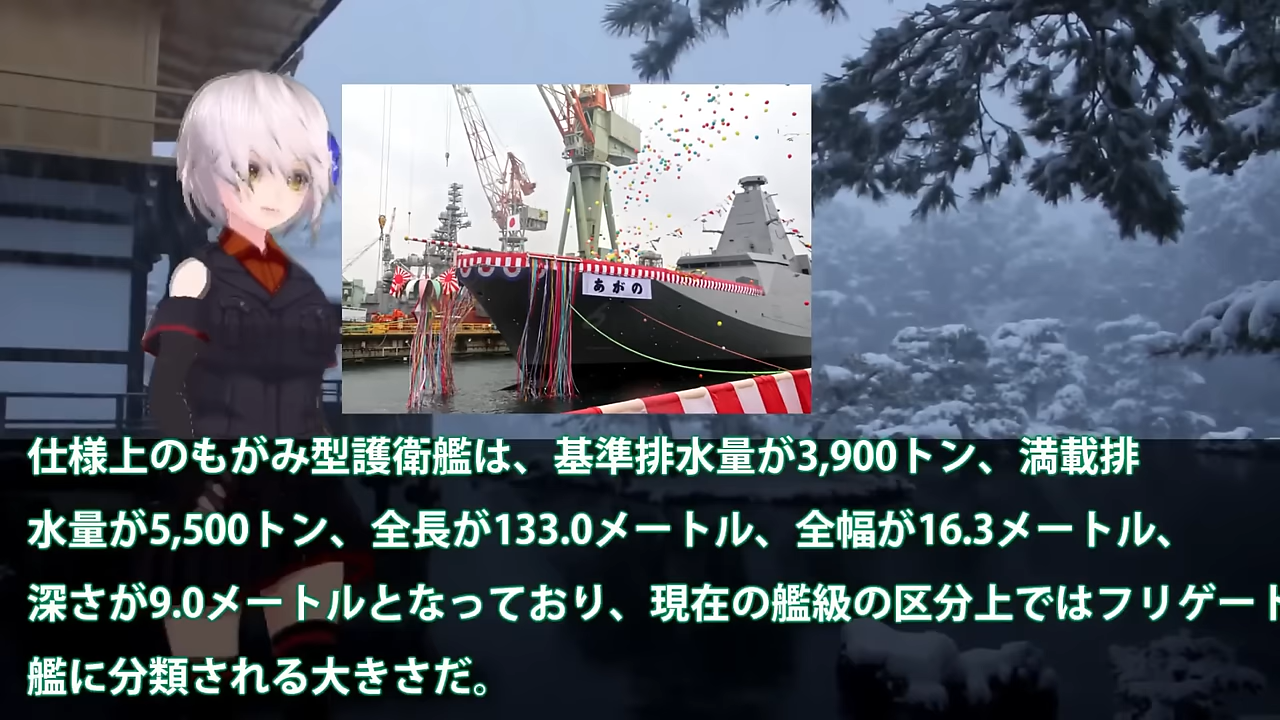 あがの
仕様上のもがみ型護衛艦は、基準排水量が3,900トン、満載排
水量が5,500トン、全長が133.0メートル、全幅が16.3メートル、
深さが9.0メートルとなっており、現在の艦級の区分上ではフリゲート
艦に分類される大きさだ。